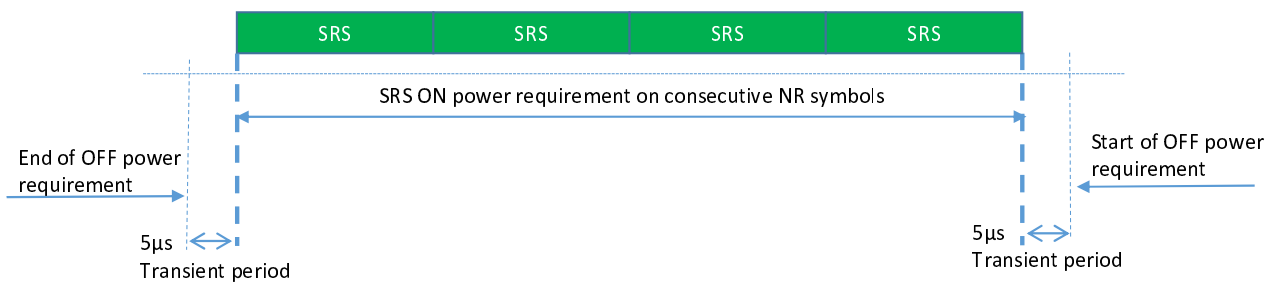 SRS SRS SRS SRS
SRS ON power requirement on consecutive NR symbols
End of OFF power
requirement
Start of OFF power
requirement
5µs
Transient period
5µs
Transient period